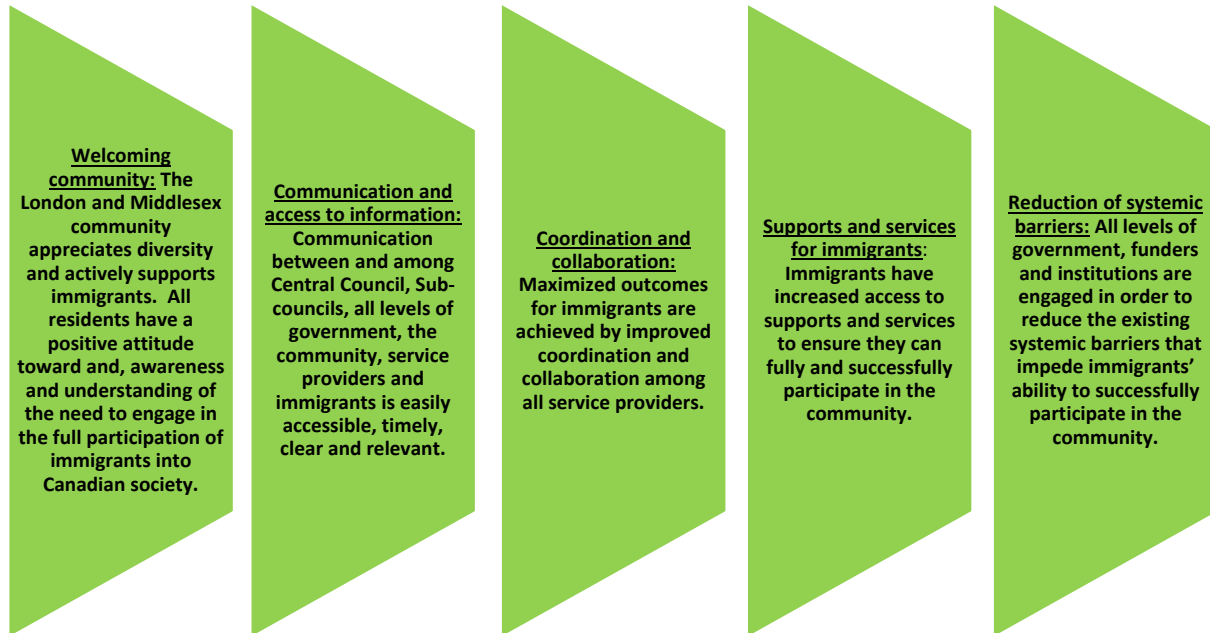 Welcoming
community: The
London and Middlesex
community
appreciates diversity
and actively supports
immigrants.  All
residents have a
positive attitude
toward and, awareness
and understanding of
the need to engage in
the full participation of
immigrants into
Canadian society.
Communication and
access to information:
Communication
between and among
Central Council, Sub-
councils, all levels of
government, the
community, service
providers and
immigrants is easily
accessible, timely,
clear and relevant.
Coordination and
collaboration:
Maximized outcomes
for immigrants are
achieved by improved
coordination and
collaboration among
all service providers.
Supports and services
for immigrants:
Immigrants have
increased access to
supports and services
to ensure they can
fully and successfully
participate in the
community.
Reduction of systemic
barriers: All levels of
government, funders
and institutions are
engaged in order to
reduce the existing
systemic barriers that
impede immigrants’
ability to successfully
participate in the
community.